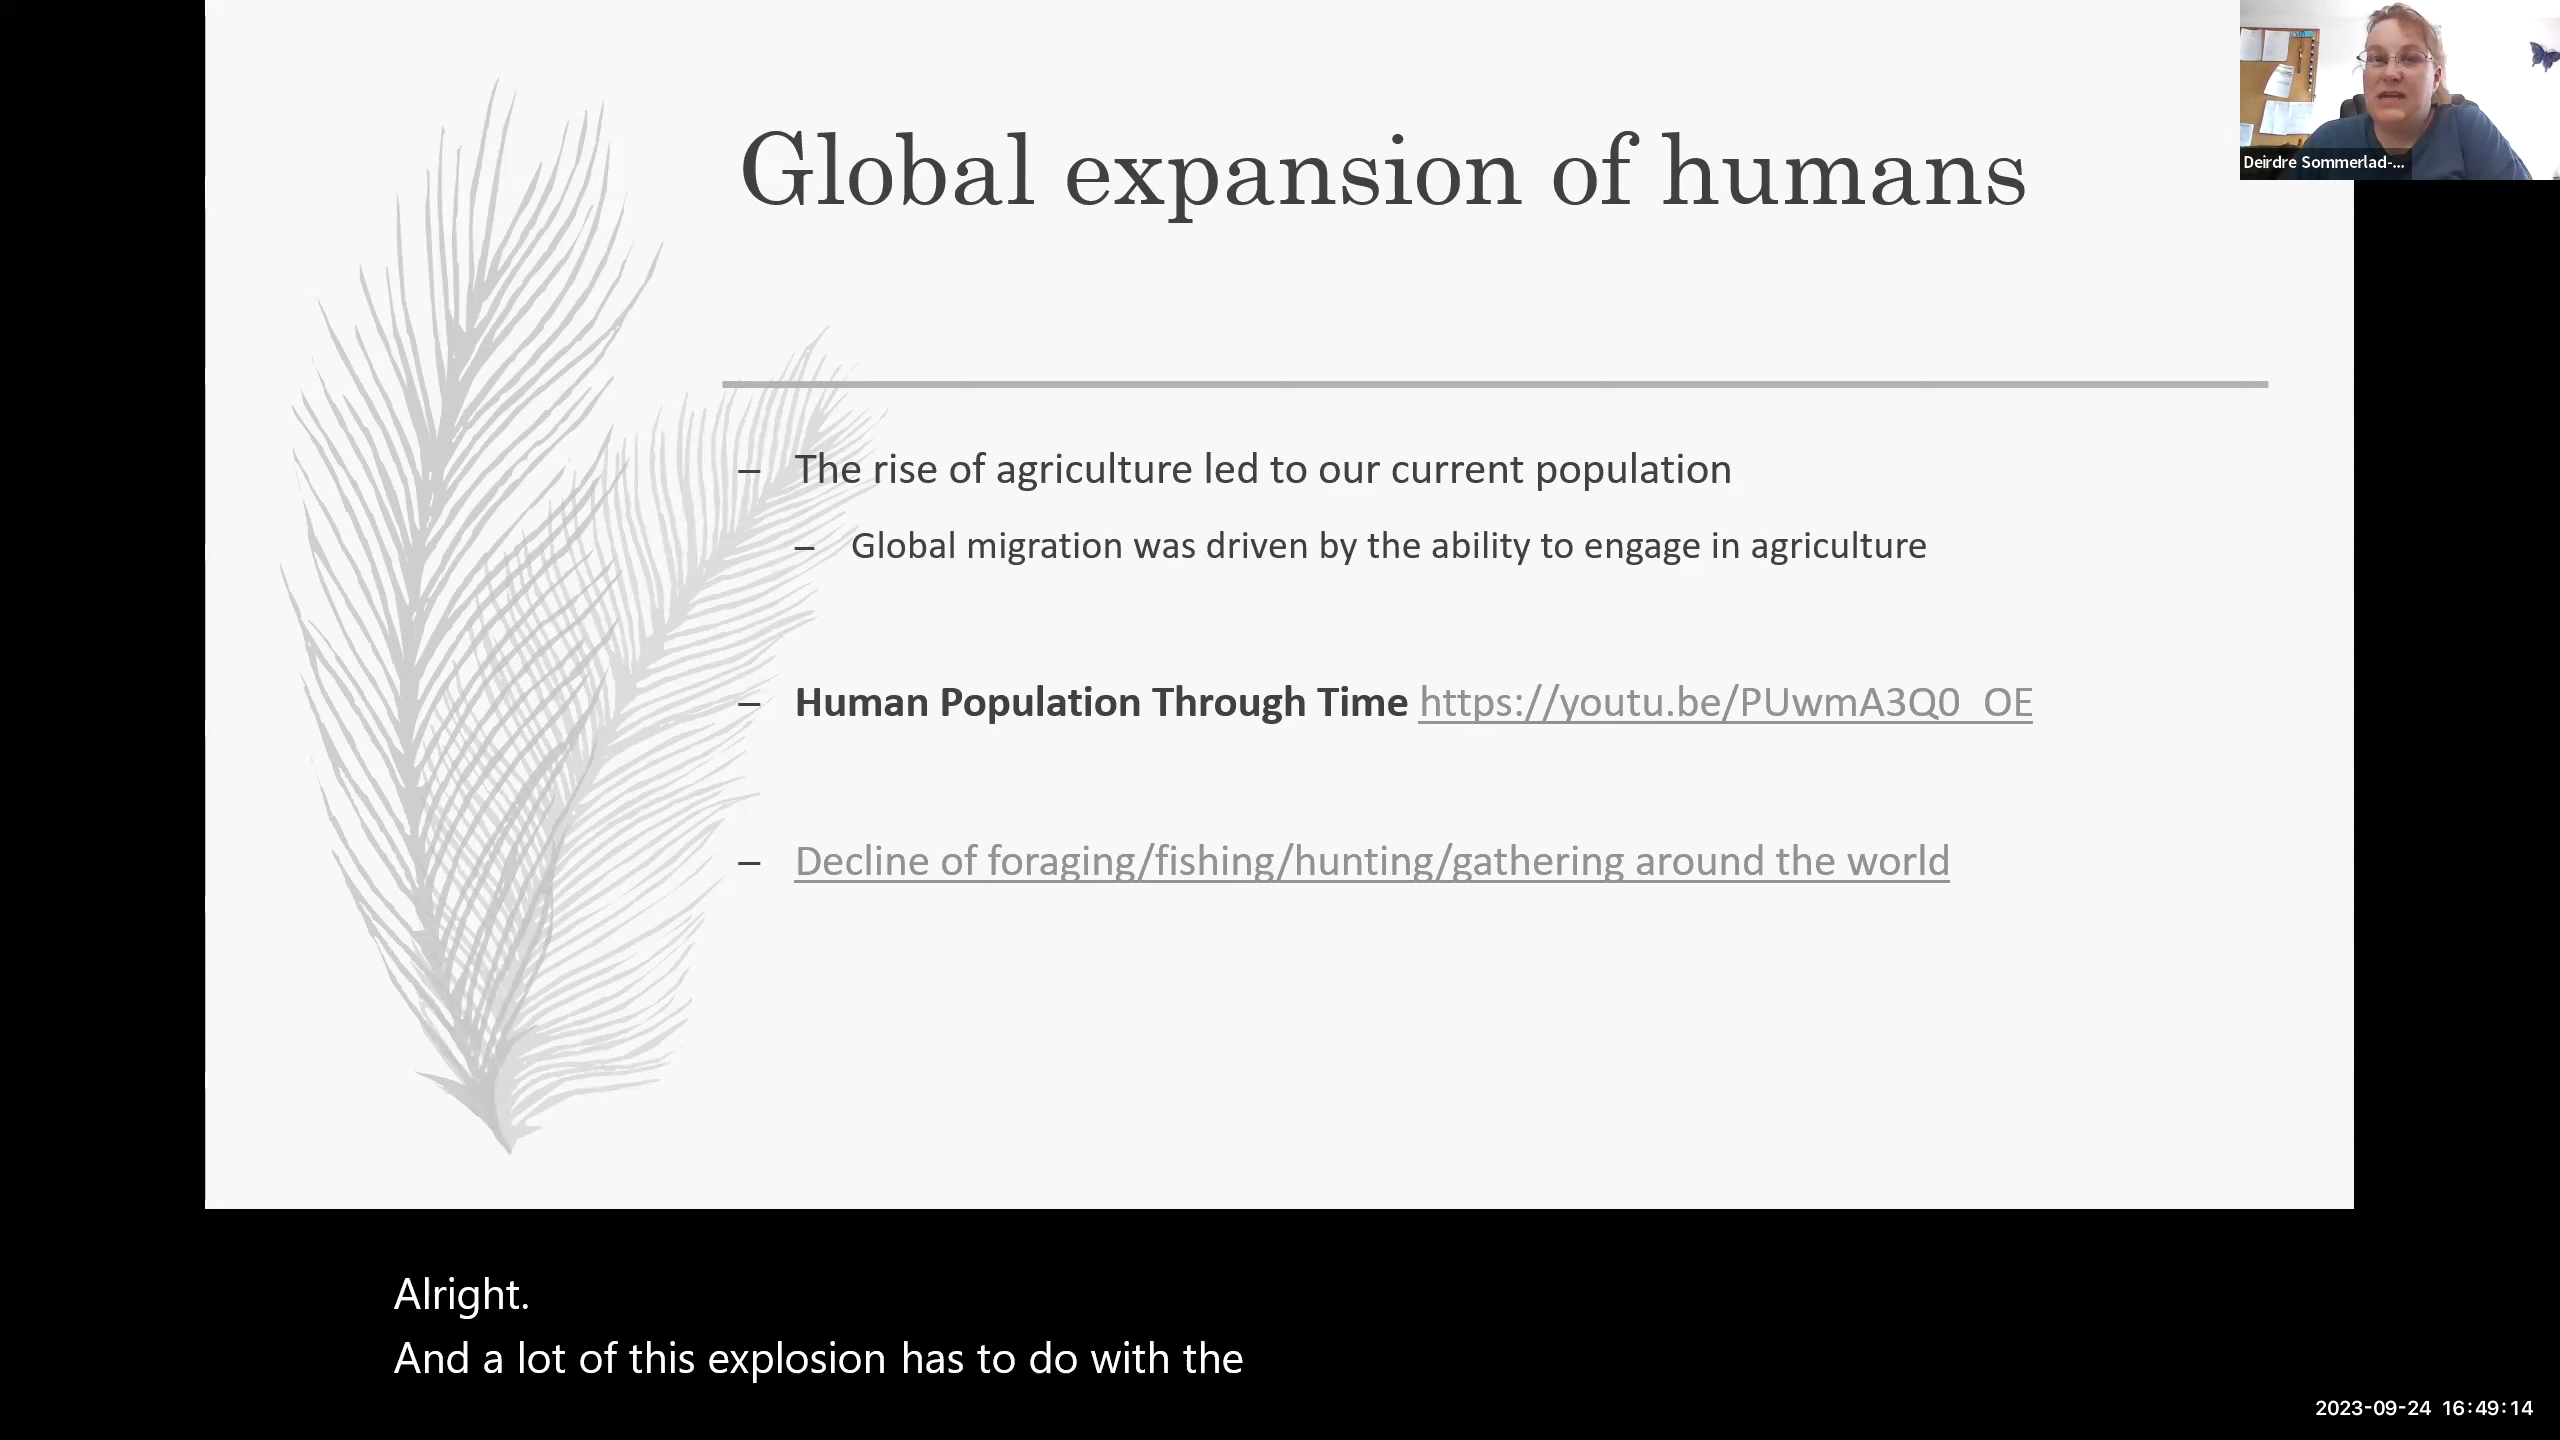 Global expansion of humans
– The rise of agriculture led to our current population
– Global migration was driven by the ability to engage in agriculture
– Human Population Through Time https://youtu.be/PUwmA3Q0_OE
– Decline of foraging/fishing/hunting/gathering around the world
Deirdre Sommerlad-...
Alright.
And a lot of this explosion has to do with the
2023-09-24 16:49:14